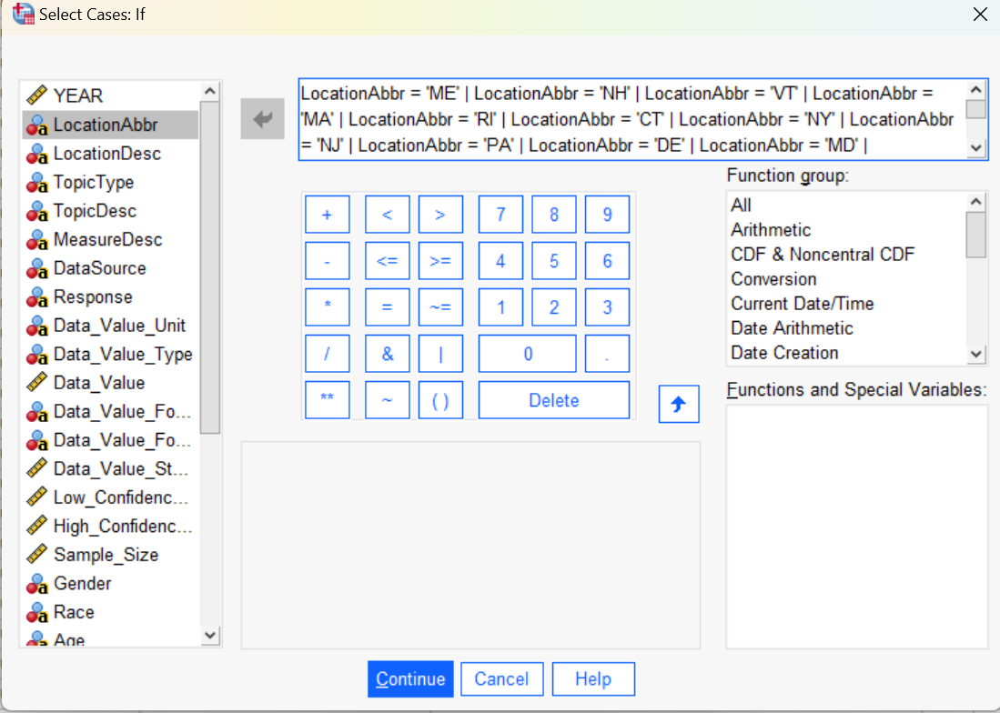 Select Cases: If
YEAR
LocationAbbr
LocationDesc
TopicType
TopicDesc
MeasureDesc
DataSource
Response
Data_Value_Unit
Data_Value_Type
Data_Value
Data_Value_Fo...
Data_Value_Fo...
Data_Value_St...
Low_Confidenc...
High_Confidenc...
Sample_Size
Gender
Race
Age
LocationAbbr = 'ME' | LocationAbbr = 'NH' | LocationAbbr = 'VT' | LocationAbbr =
'MA' | LocationAbbr = 'RI' | LocationAbbr = 'CT' | LocationAbbr = 'NY' | LocationAbbr
= 'NJ' | LocationAbbr = 'PA' | LocationAbbr = 'DE' | LocationAbbr = 'MD' |
+ < > 7 8 9
- <= >= 4 5 6
* = ~= 1 2 3
/ & | 0 .
** ~ ( ) Delete
Function group:
All
Arithmetic
CDF & Noncentral CDF
Conversion
Current Date/Time
Date Arithmetic
Date Creation
Functions and Special Variables:
Continue Cancel Help